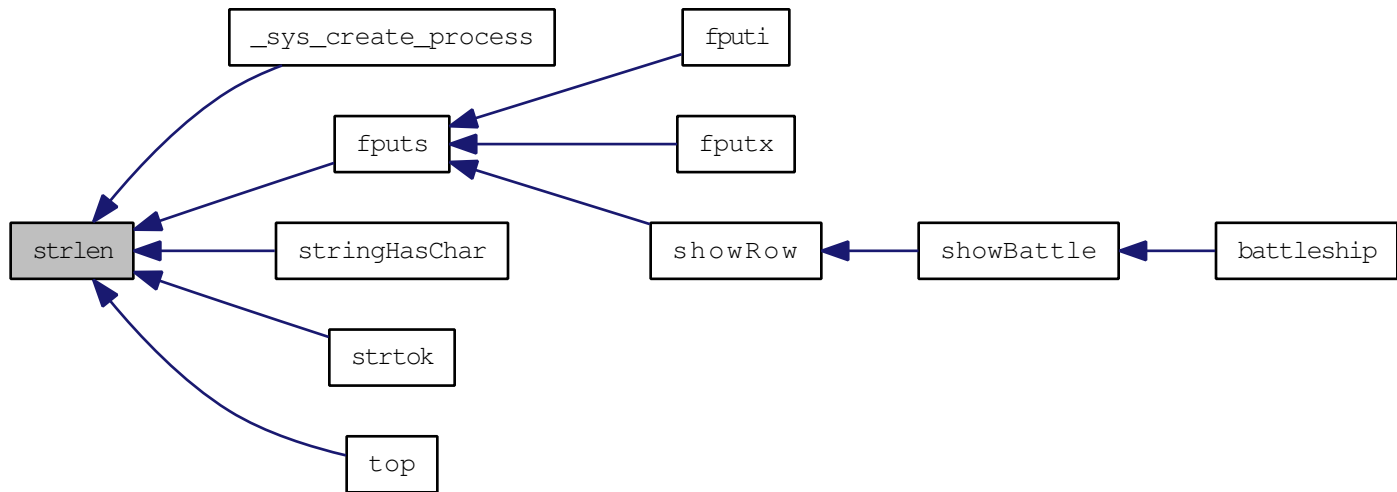 _sys_create_process
fputi
fputs
fputx
strlen
stringHasChar
showRow
showBattle
battleship
strtok
top